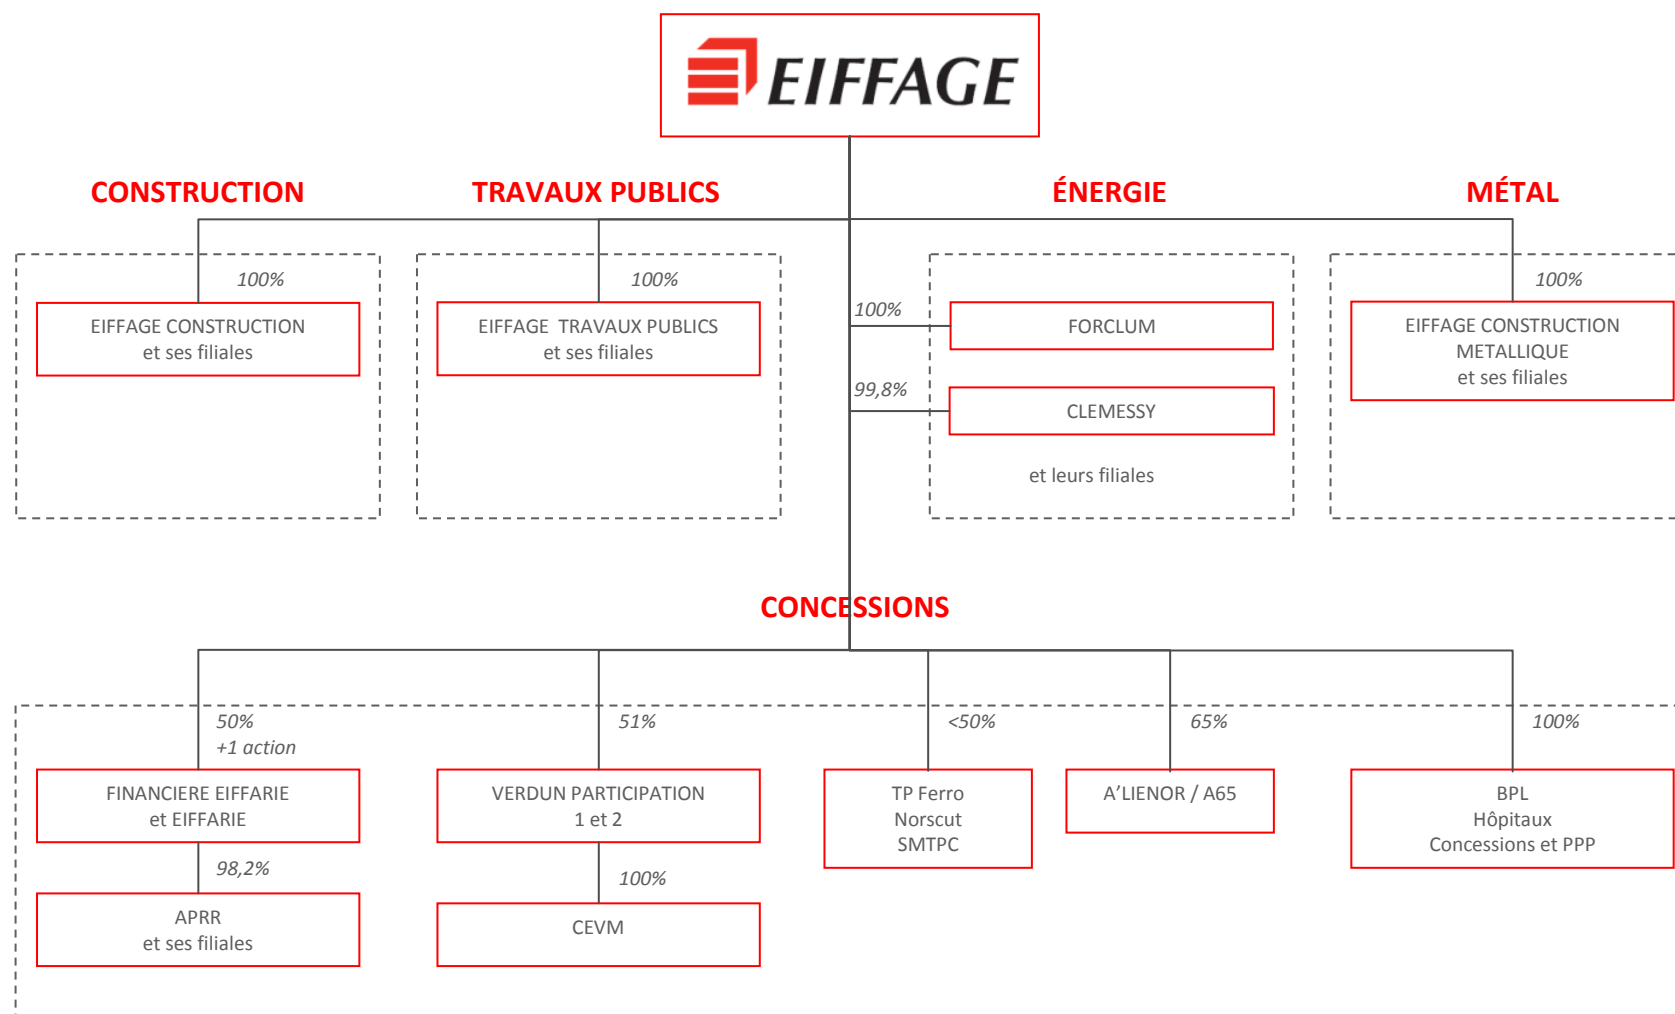 EIFFAGE
CONSTRUCTION
TRAVAUX PUBLICS
ÉNERGIE
MÉTAL
100%
EIFFAGE CONSTRUCTION
et ses filiales
100%
EIFFAGE TRAVAUX PUBLICS
et ses filiales
100%
FORCLUM
99,8%
CLEMESSY
et leurs filiales
100%
EIFFAGE CONSTRUCTION
METALLIQUE
et ses filiales
CONCESSIONS
50%
+1 action
FINANCIERE EIFFARIE
et EIFFARIE
98,2%
APRR
et ses filiales
51%
VERDUN PARTICIPATION
1 et 2
100%
CEVM
<50%
TP Ferro
Norscut
SMTPC
65%
A’LIENOR / A65
100%
BPL
Hôpitaux
Concessions et PPP